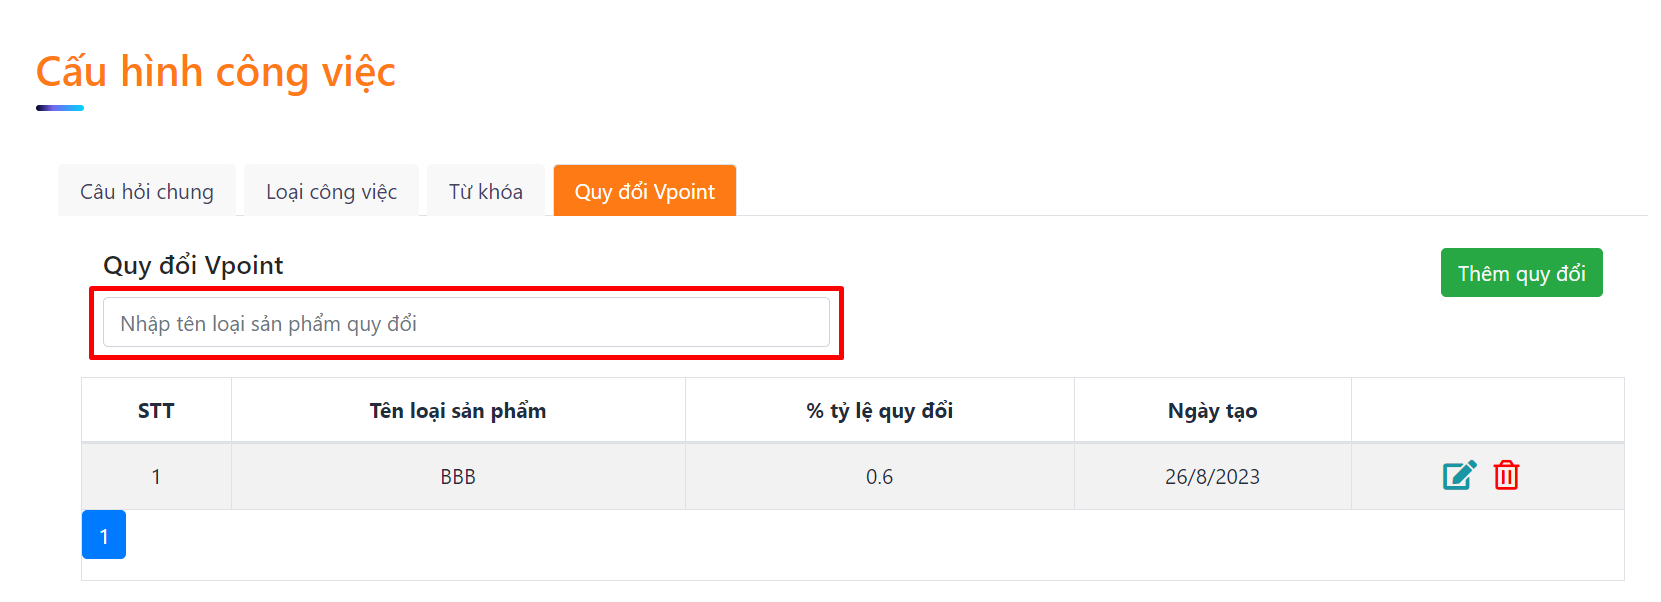 Cấu hình công việc
Câu hỏi chung Loại công việc Từ khóa Quy đổi Vpoint
Quy đổi Vpoint
Thêm quy đổi
Nhập tên loại sản phẩm quy đổi
STT Tên loại sản phẩm % tỷ lệ quy đổi Ngày tạo
1 BBB 0.6 26/8/2023
1